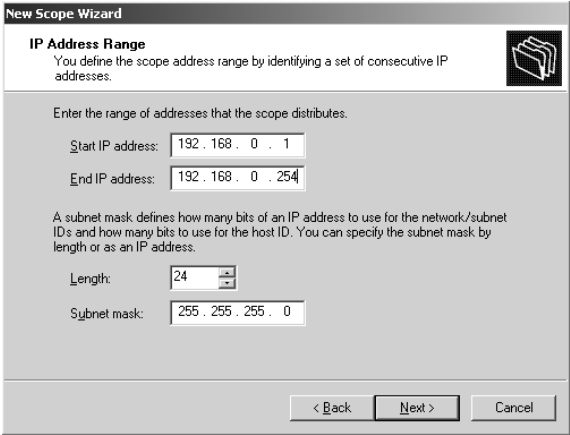 New Scope Wizard
IP Address Range
You define the scope address range by identifying a set of consecutive IP
addresses.
Enter the range of addresses that the scope distributes.
Start IP address: 192 . 168 . 0 . 1
End IP address: 192 . 168 . 0 . 254
A subnet mask defines how many bits of an IP address to use for the network/subnet
IDs and how many bits to use for the host ID. You can specify the subnet mask by
length or as an IP address.
Length: 24
Subnet mask: 255 . 255 . 255 . 0
< Back Next > Cancel